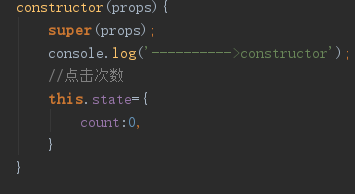 constructor(props){
super(props);
console.log('---------->constructor');
//点击次数
this.state={
count:0,
}
}